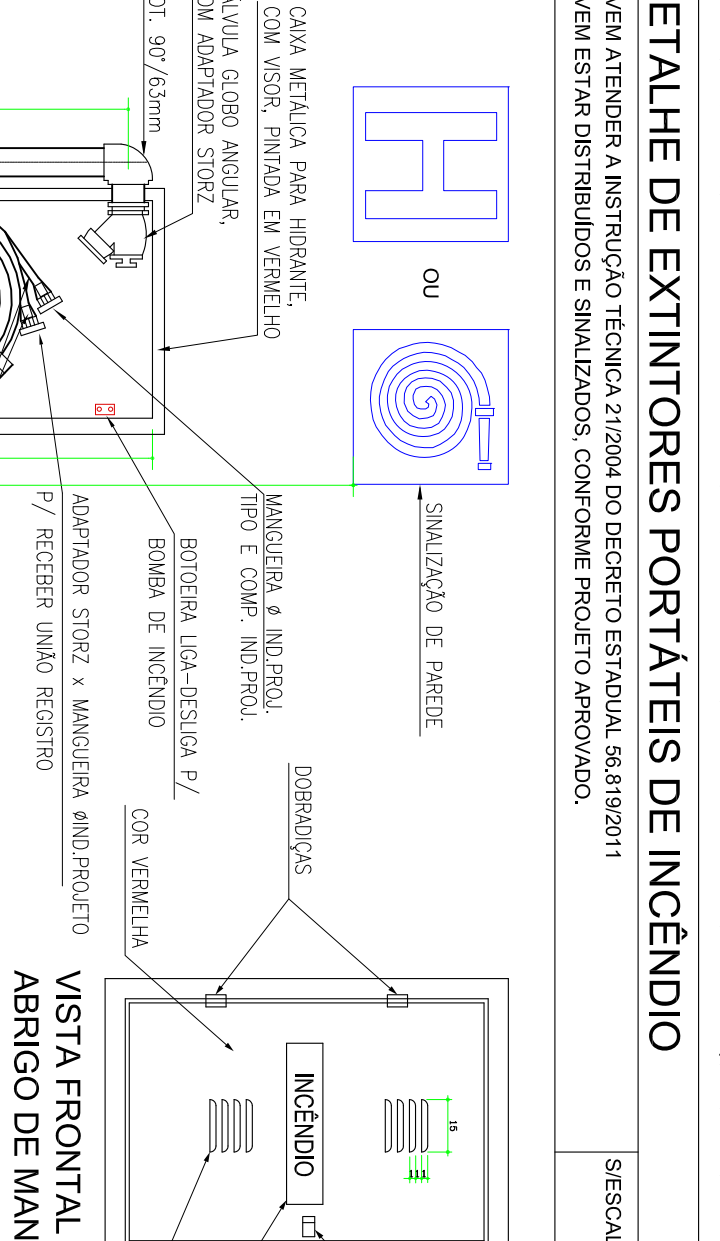 ETALHE DE EXTINTORES PORTÁTEIS DE INCÊNDIO
VEM ATENDER A INSTRUÇÃO TÉCNICA 21/2004 DO DECRETO ESTADUAL 56.819/2011
VEM ESTAR DISTRIBUÍDOS E SINALIZADOS, CONFORME PROJETO APROVADO.
S/ESCAL
H
OU
SINALIZAÇÃO DE PAREDE
CAIXA METÁLICA PARA HIDRANTE,
COM VISOR, PINTADA EM VERMELHO
ÁLVULA GLOBO ANGULAR,
OM ADAPTADOR STORZ
OT. 90°/63mm
MANGUEIRA Ø IND.PROJ.
TIPO E COMP. IND.PROJ.
BOTOEIRA LIGA-DESLIGA P/
BOMBA DE INCÊNDIO
ADAPTADOR STORZ x MANGUEIRA ØIND.PROJETO
P/ RECEBER UNIÃO REGISTRO
DOBRADIÇAS
COR VERMELHA
15
1
1
1
INCÊNDIO
VISTA FRONTAL
ABRIGO DE MAN